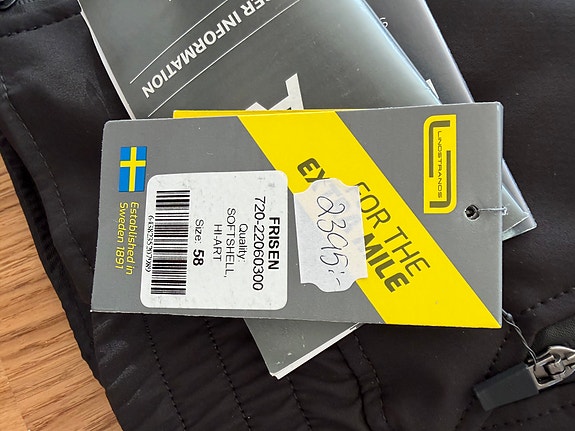 ER INFORMATION
LINDSTRANDS
FOR THE
MILE
2395:-
FRISEN
720-22060300
Quality:
SOFTSHELL,
HI-ART
Size: 58
Established in
Sweden 1891